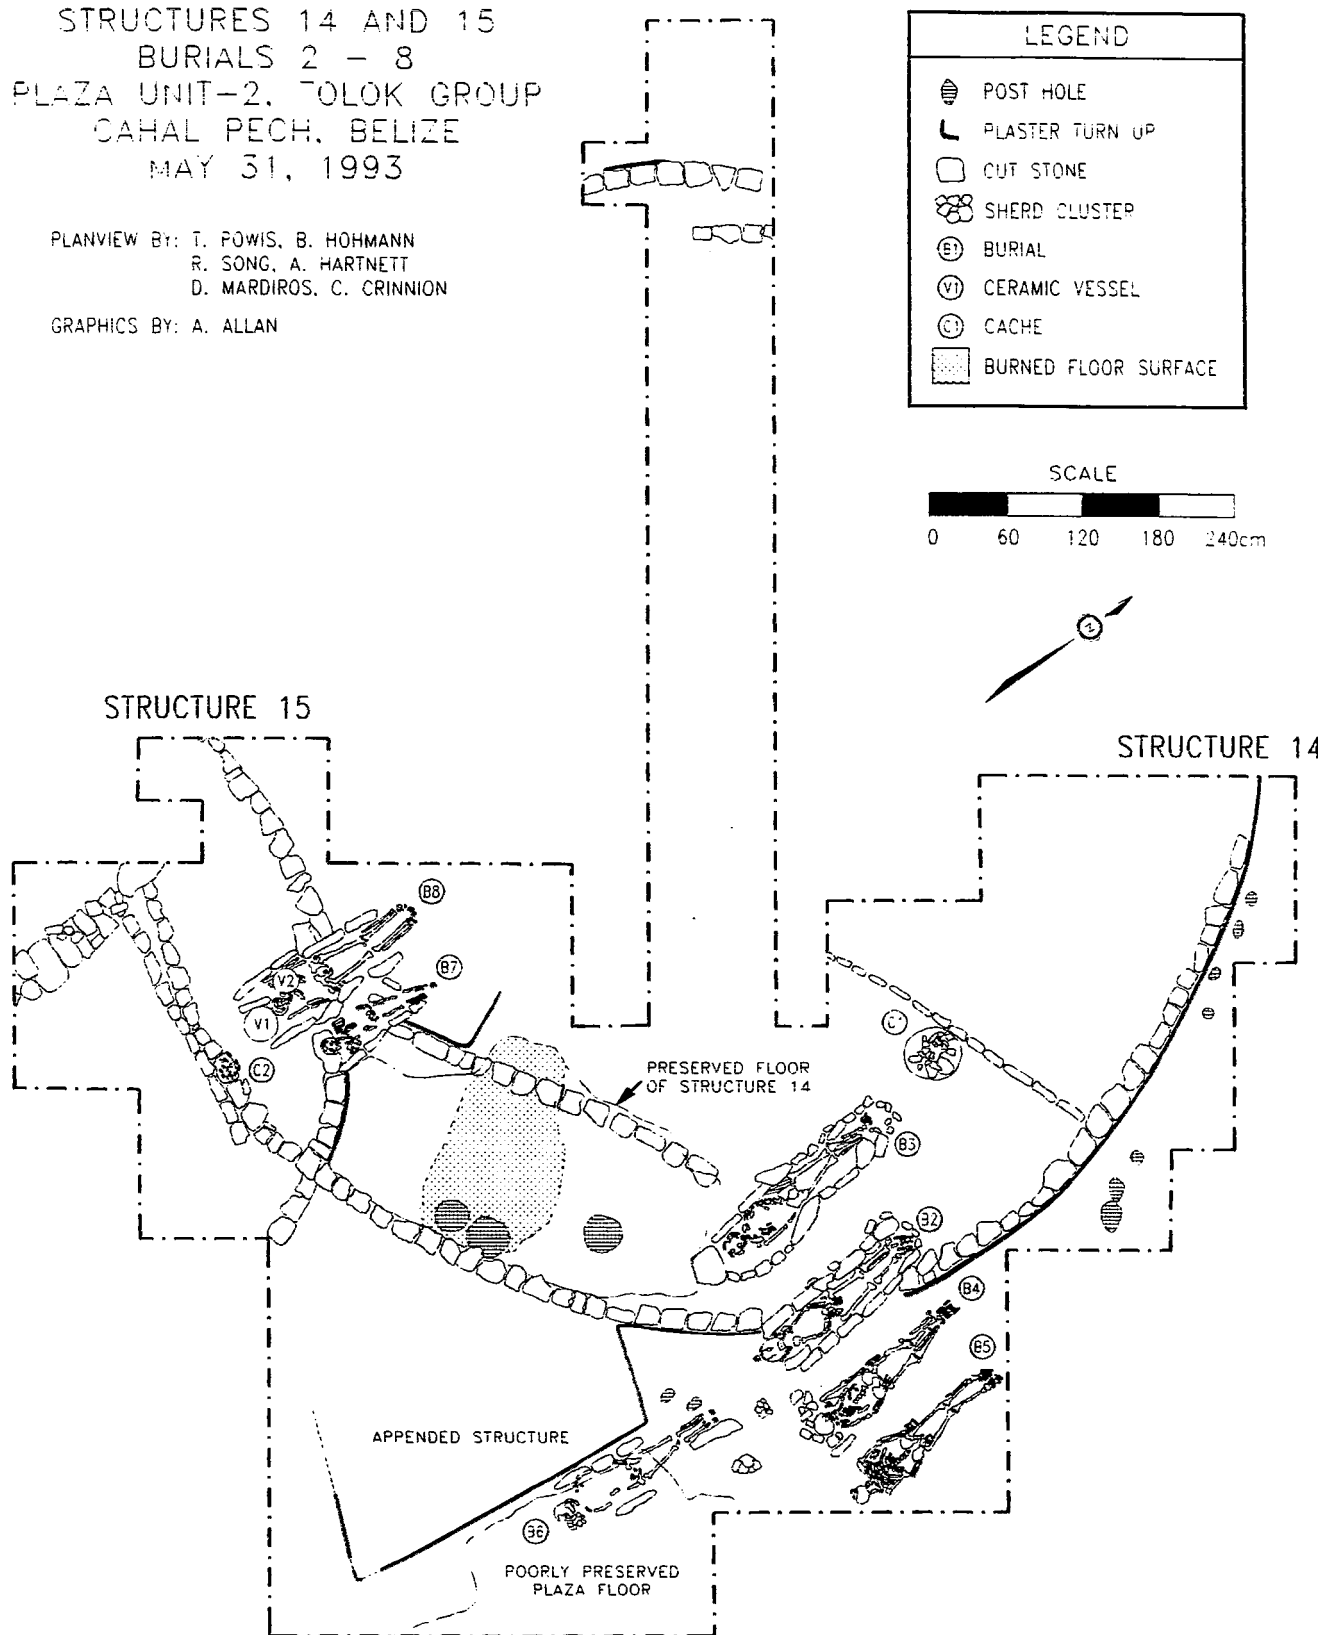 STRUCTURES 14 AND 15
BURIALS 2 - 8
PLAZA UNIT-2, TOLOK GROUP
CAHAL PECH, BELIZE
MAY 31, 1993
PLANVIEW BY: T. POWIS, B. HOHMANN
R. SONG, A. HARTNETT
D. MARDIROS, C. CRINNION
GRAPHICS BY: A. ALLAN
LEGEND
POST HOLE
PLASTER TURN UP
CUT STONE
SHERD CLUSTER
B1 BURIAL
V1 CERAMIC VESSEL
C1 CACHE
BURNED FLOOR SURFACE
SCALE
0 60 120 180 240cm
N
STRUCTURE 15
STRUCTURE 14
B8
B7
V2
V1
C2
C1
PRESERVED FLOOR
OF STRUCTURE 14
B3
B2
B4
B5
APPENDED STRUCTURE
B6
POORLY PRESERVED
PLAZA FLOOR